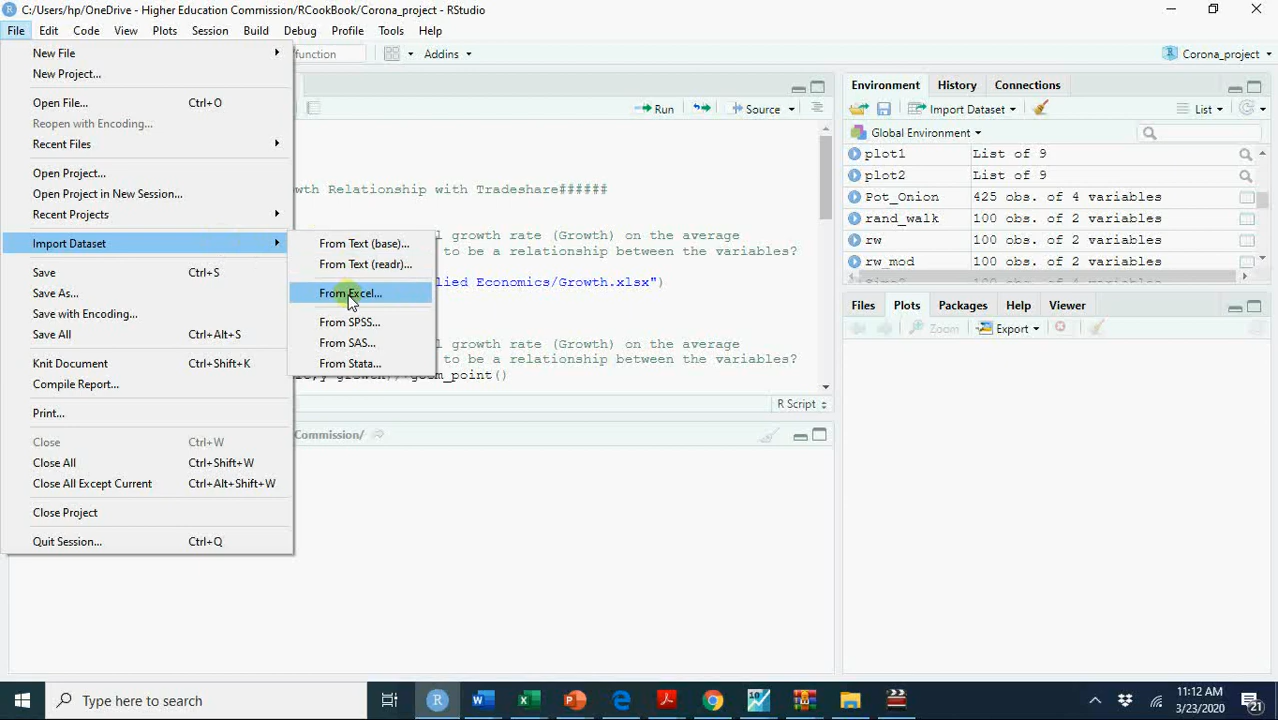 C:/Users/hp/OneDrive - Higher Education Commission/RCookBook/Corona_project - RStudio
File Edit Code View Plots Session Build Debug Profile Tools Help
function Addins Corona_project
New File
New Project...
Open File... Ctrl+O
Reopen with Encoding...
Recent Files
Open Project...
Open Project in New Session...
Recent Projects
Import Dataset
Save Ctrl+S
Save As...
Save with Encoding...
Save All Ctrl+Alt+S
Knit Document Ctrl+Shift+K
Compile Report...
Print...
Close Ctrl+W
Close All Ctrl+Shift+W
Close All Except Current Ctrl+Alt+Shift+W
Close Project
Quit Session... Ctrl+Q
From Text (base)...
From Text (readr)...
From Excel...
From SPSS...
From SAS...
From Stata...
Run Source
wth Relationship with Tradeshare######
l growth rate (Growth) on the average
to be a relationship between the variables?
lied Economics/Growth.xlsx")
l growth rate (Growth) on the average
to be a relationship between the variables?
growth))+geom_point()
R Script
Commission/
Environment History Connections
Import Dataset List
Global Environment
plot1 List of 9
plot2 List of 9
Pot_Onion 425 obs. of 4 variables
rand_walk 100 obs. of 2 variables
rw 100 obs. of 2 variables
rw_mod 100 obs. of 2 variables
Files Plots Packages Help Viewer
Zoom Export
Type here to search
11:12 AM
3/23/2020
21